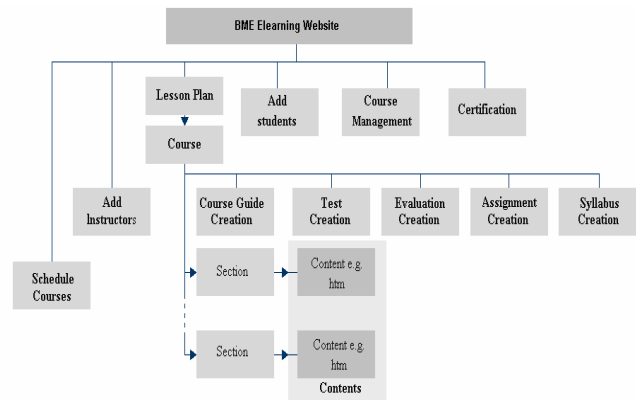 BME Elearning Website
Lesson Plan
Add
students
Course
Management
Certification
Course
Add
Instructors
Course Guide
Creation
Test
Creation
Evaluation
Creation
Assignment
Creation
Syllabus
Creation
Schedule
Courses
Section
Content e.g.
htm
Section
Content e.g.
htm
Contents